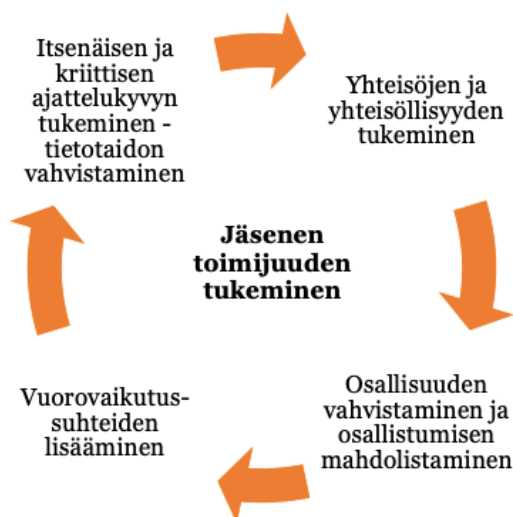 Itsenäisen ja
kriittisen
ajattelukyvyn
tukeminen -
tietotaidon
vahvistaminen
Yhteisöjen ja
yhteisöllisyyden
tukeminen
Jäsenen
toimijuuden
tukeminen
Osallisuuden
vahvistaminen ja
osallistumisen
mahdolistaminen
Vuorovaikutus-
suhteiden
lisääminen